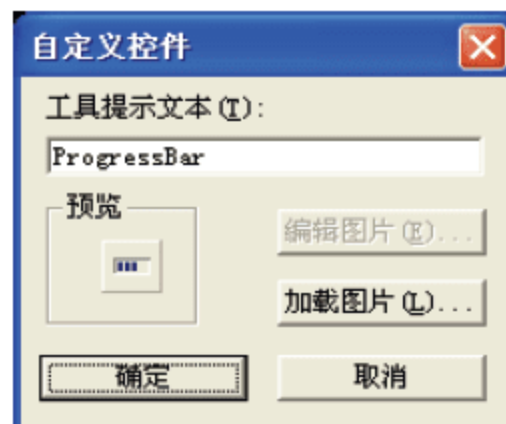 自定义控件
工具提示文本(T):
ProgressBar
预览
编辑图片(E)...
加载图片(L)...
确定
取消